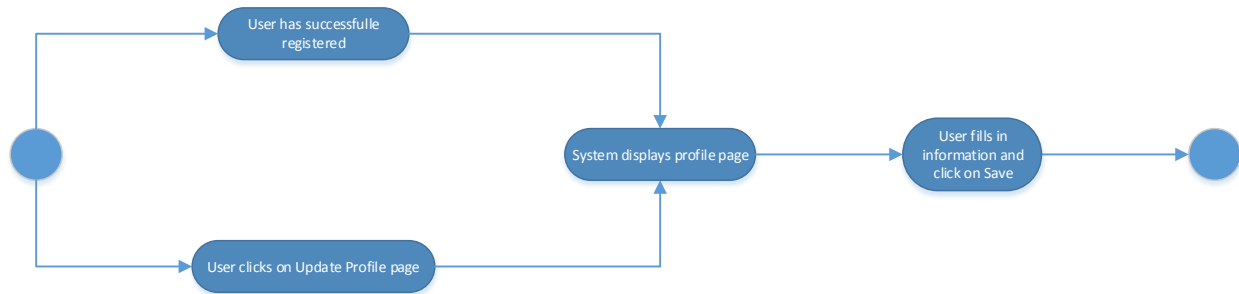 User has successfulle
registered
System displays profile page
User fills in
information and
click on Save
User clicks on Update Profile page